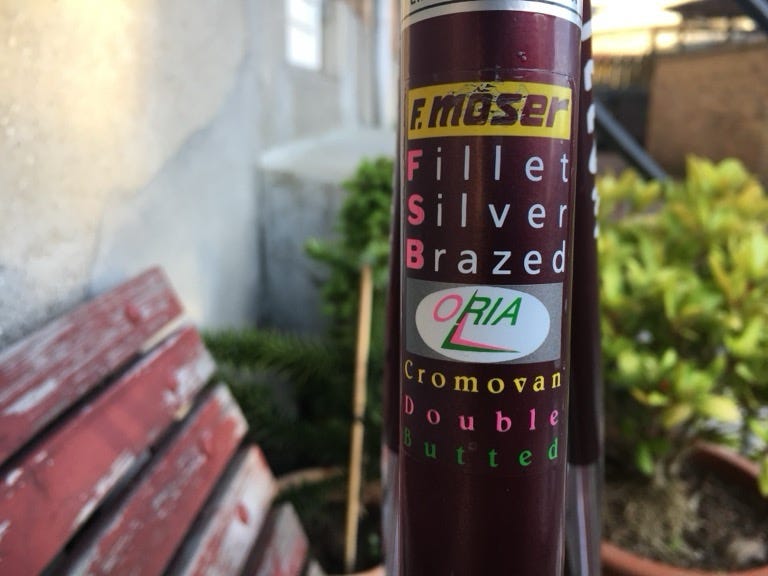 F. moser
Fillet
Silver
Brazed
ORIA
Cromovan
Double
Butted